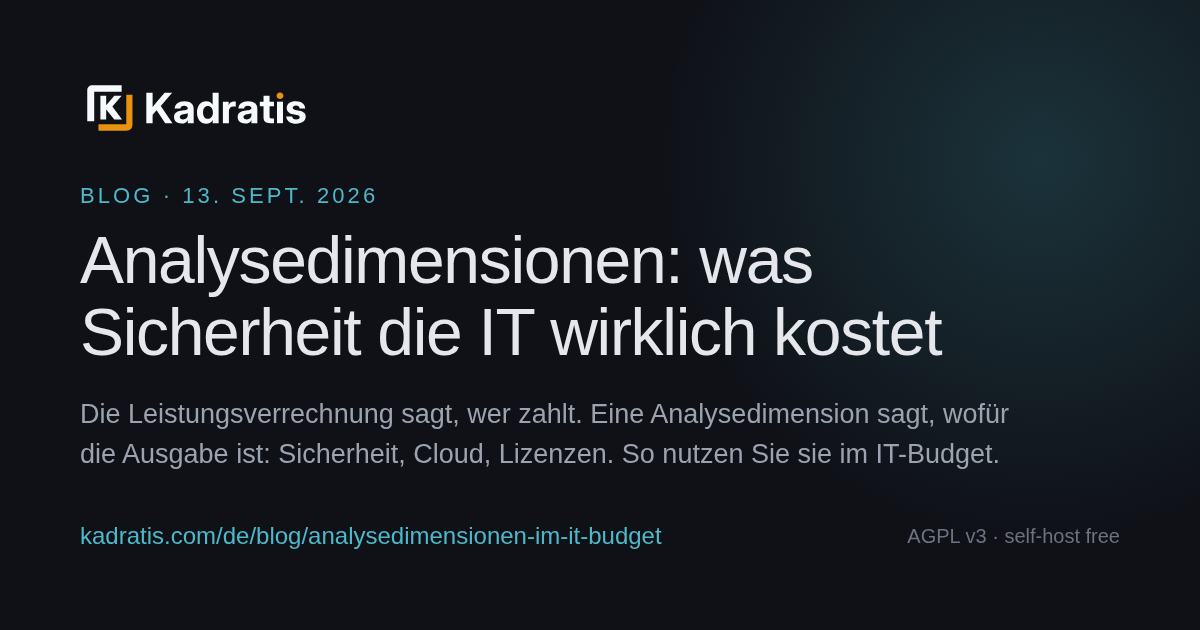 Kadratis
BLOG · 13. SEPT. 2026
Analysedimensionen: was
Sicherheit die IT wirklich kostet
Die Leistungsverrechnung sagt, wer zahlt. Eine Analysedimension sagt, wofür
die Ausgabe ist: Sicherheit, Cloud, Lizenzen. So nutzen Sie sie im IT-Budget.
kadratis.com/de/blog/analysedimensionen-im-it-budget
AGPL v3 · self-host free